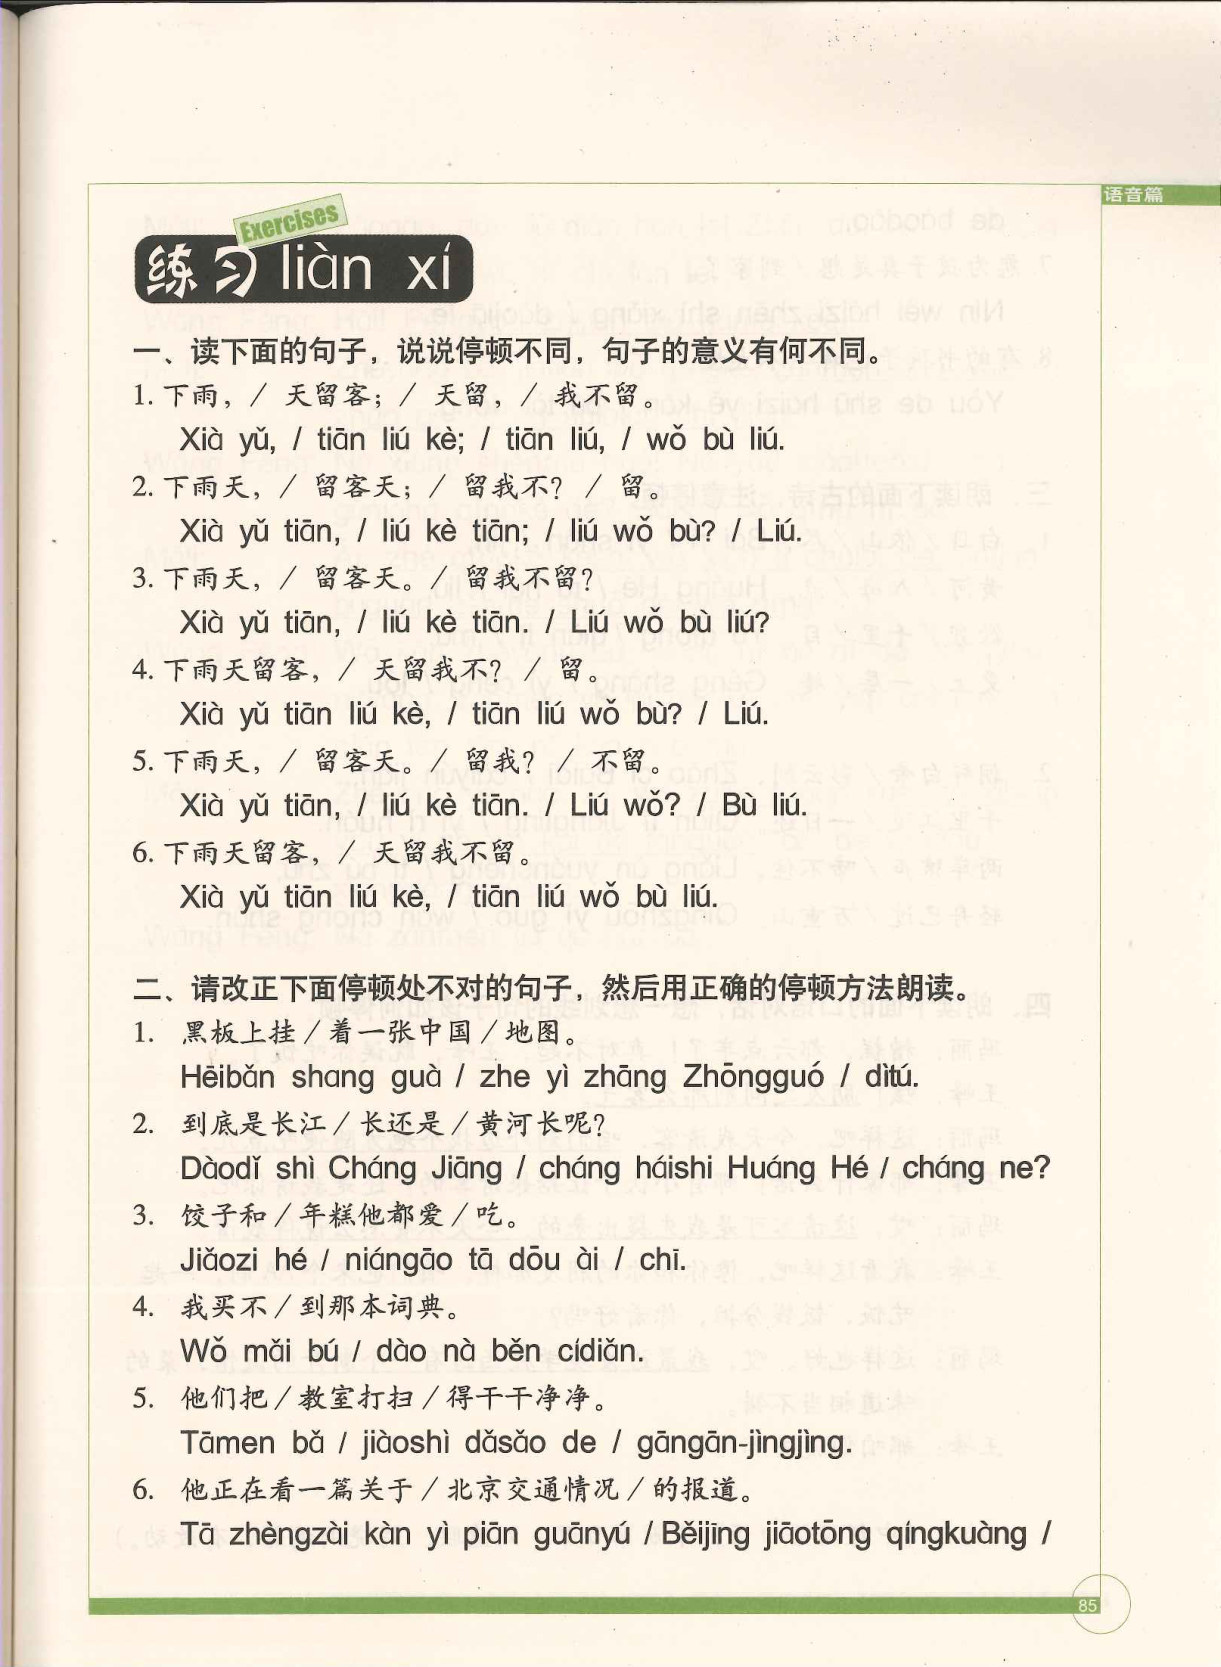 语音篇
Exercises
练习 liàn xí
一、读下面的句子，说说停顿不同，句子的意义有何不同。
1. 下雨，/ 天留客；/ 天留，/ 我不留。
Xià yǔ, / tiān liú kè; / tiān liú, / wǒ bù liú.
2. 下雨天，/ 留客天；/ 留我不？/ 留。
Xià yǔ tiān, / liú kè tiān; / liú wǒ bù? / Liú.
3. 下雨天，/ 留客天。/ 留我不留？
Xià yǔ tiān, / liú kè tiān. / Liú wǒ bù liú?
4. 下雨天留客，/ 天留我不？/ 留。
Xià yǔ tiān liú kè, / tiān liú wǒ bù? / Liú.
5. 下雨天，/ 留客天。/ 留我？/ 不留。
Xià yǔ tiān, / liú kè tiān. / Liú wǒ? / Bù liú.
6. 下雨天留客，/ 天留我不留。
Xià yǔ tiān liú kè, / tiān liú wǒ bù liú.
二、请改正下面停顿处不对的句子，然后用正确的停顿方法朗读。
1. 黑板上挂 / 着一张中国 / 地图。
Hēibǎn shang guà / zhe yì zhāng Zhōngguó / dìtú.
2. 到底是长江 / 长还是 / 黄河长呢？
Dàodǐ shì Cháng Jiāng / cháng háishi Huáng Hé / cháng ne?
3. 饺子和 / 年糕他都爱 / 吃。
Jiǎozi hé / niángāo tā dōu ài / chī.
4. 我买不 / 到那本词典。
Wǒ mǎi bú / dào nà běn cídiǎn.
5. 他们把 / 教室打扫 / 得干干净净。
Tāmen bǎ / jiàoshì dǎsǎo de / gāngān-jìngjìng.
6. 他正在看一篇关于 / 北京交通情况 / 的报道。
Tā zhèngzài kàn yì piān guānyú / Běijing jiāotōng qíngkuàng /
85